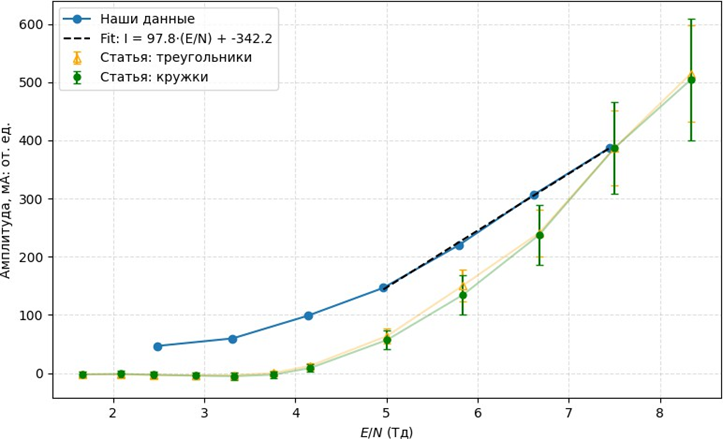 Наши данные
Fit: I = 97.8·(E/N) + -342.2
Статья: треугольники
Статья: кружки
Амплитуда, мА: от. ед.
600
500
400
300
200
100
0
2 3 4 5 6 7 8
E/N (Тд)